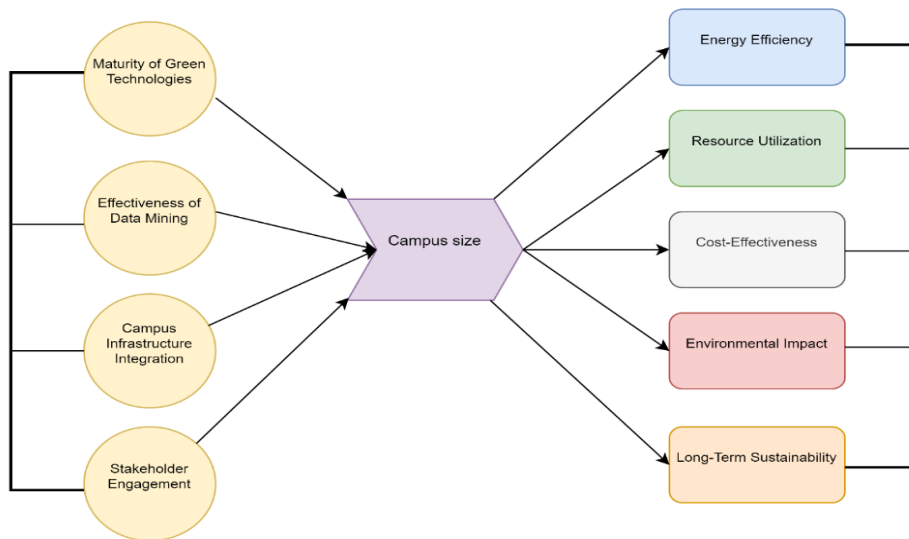 Maturity of Green
Technologies
Effectiveness of
Data Mining
Campus
Infrastructure
Integration
Stakeholder
Engagement
Campus size
Energy Efficiency
Resource Utilization
Cost-Effectiveness
Environmental Impact
Long-Term Sustainability